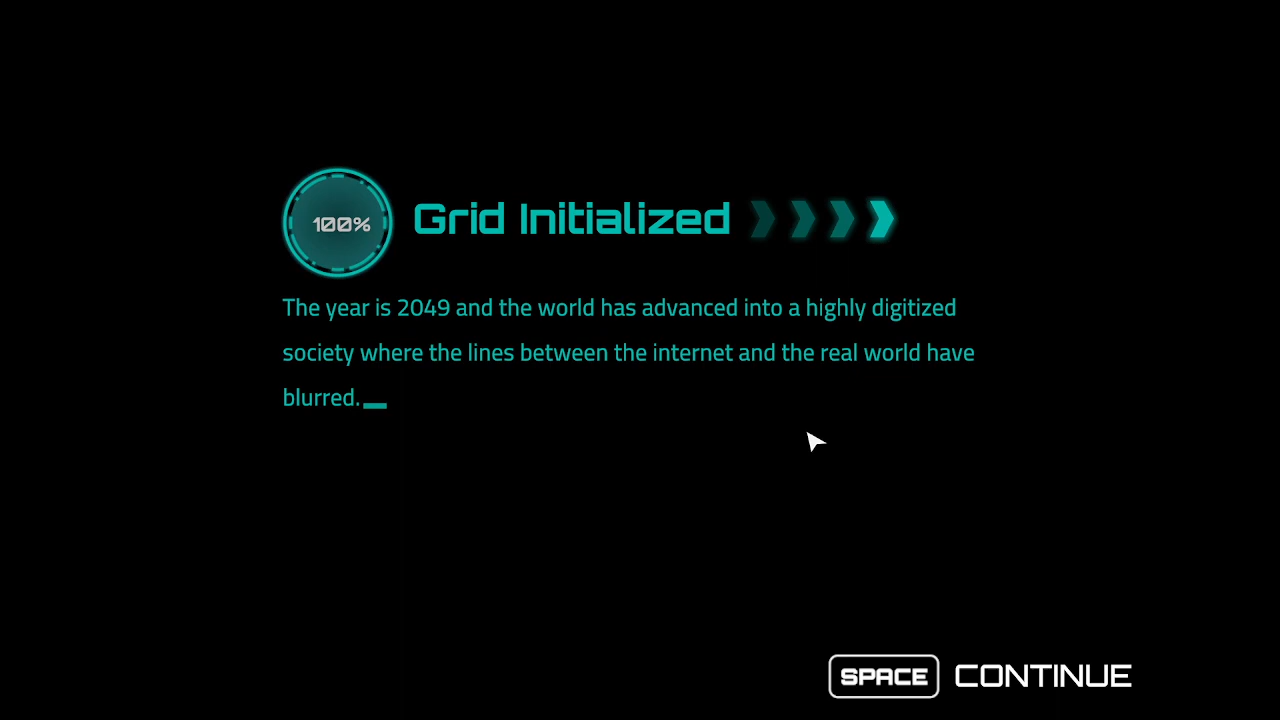 100%
Grid Initialized
The year is 2049 and the world has advanced into a highly digitized
society where the lines between the internet and the real world have
blurred.
SPACE CONTINUE